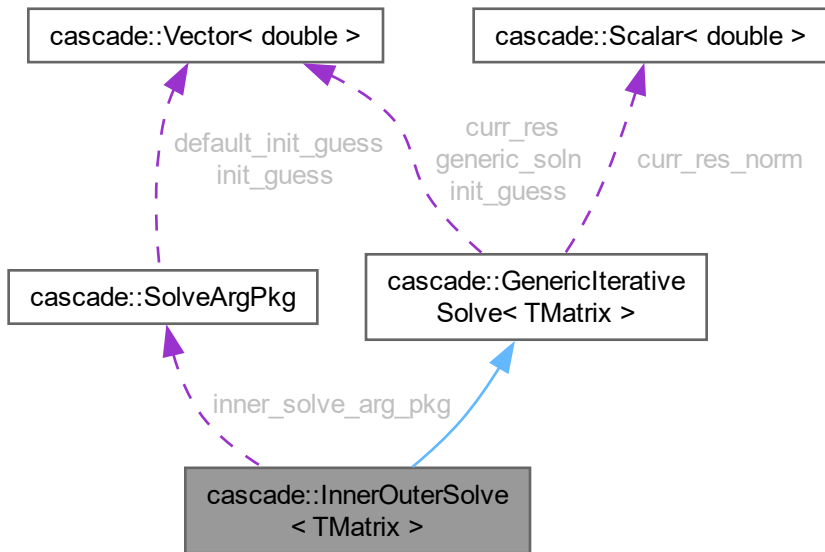 cascade::Vector< double >
cascade::Scalar< double >
default_init_guess
init_guess
curr_res
generic_soln
init_guess
curr_res_norm
cascade::SolveArgPkg
cascade::GenericIterative
Solve< TMatrix >
inner_solve_arg_pkg
cascade::InnerOuterSolve
< TMatrix >